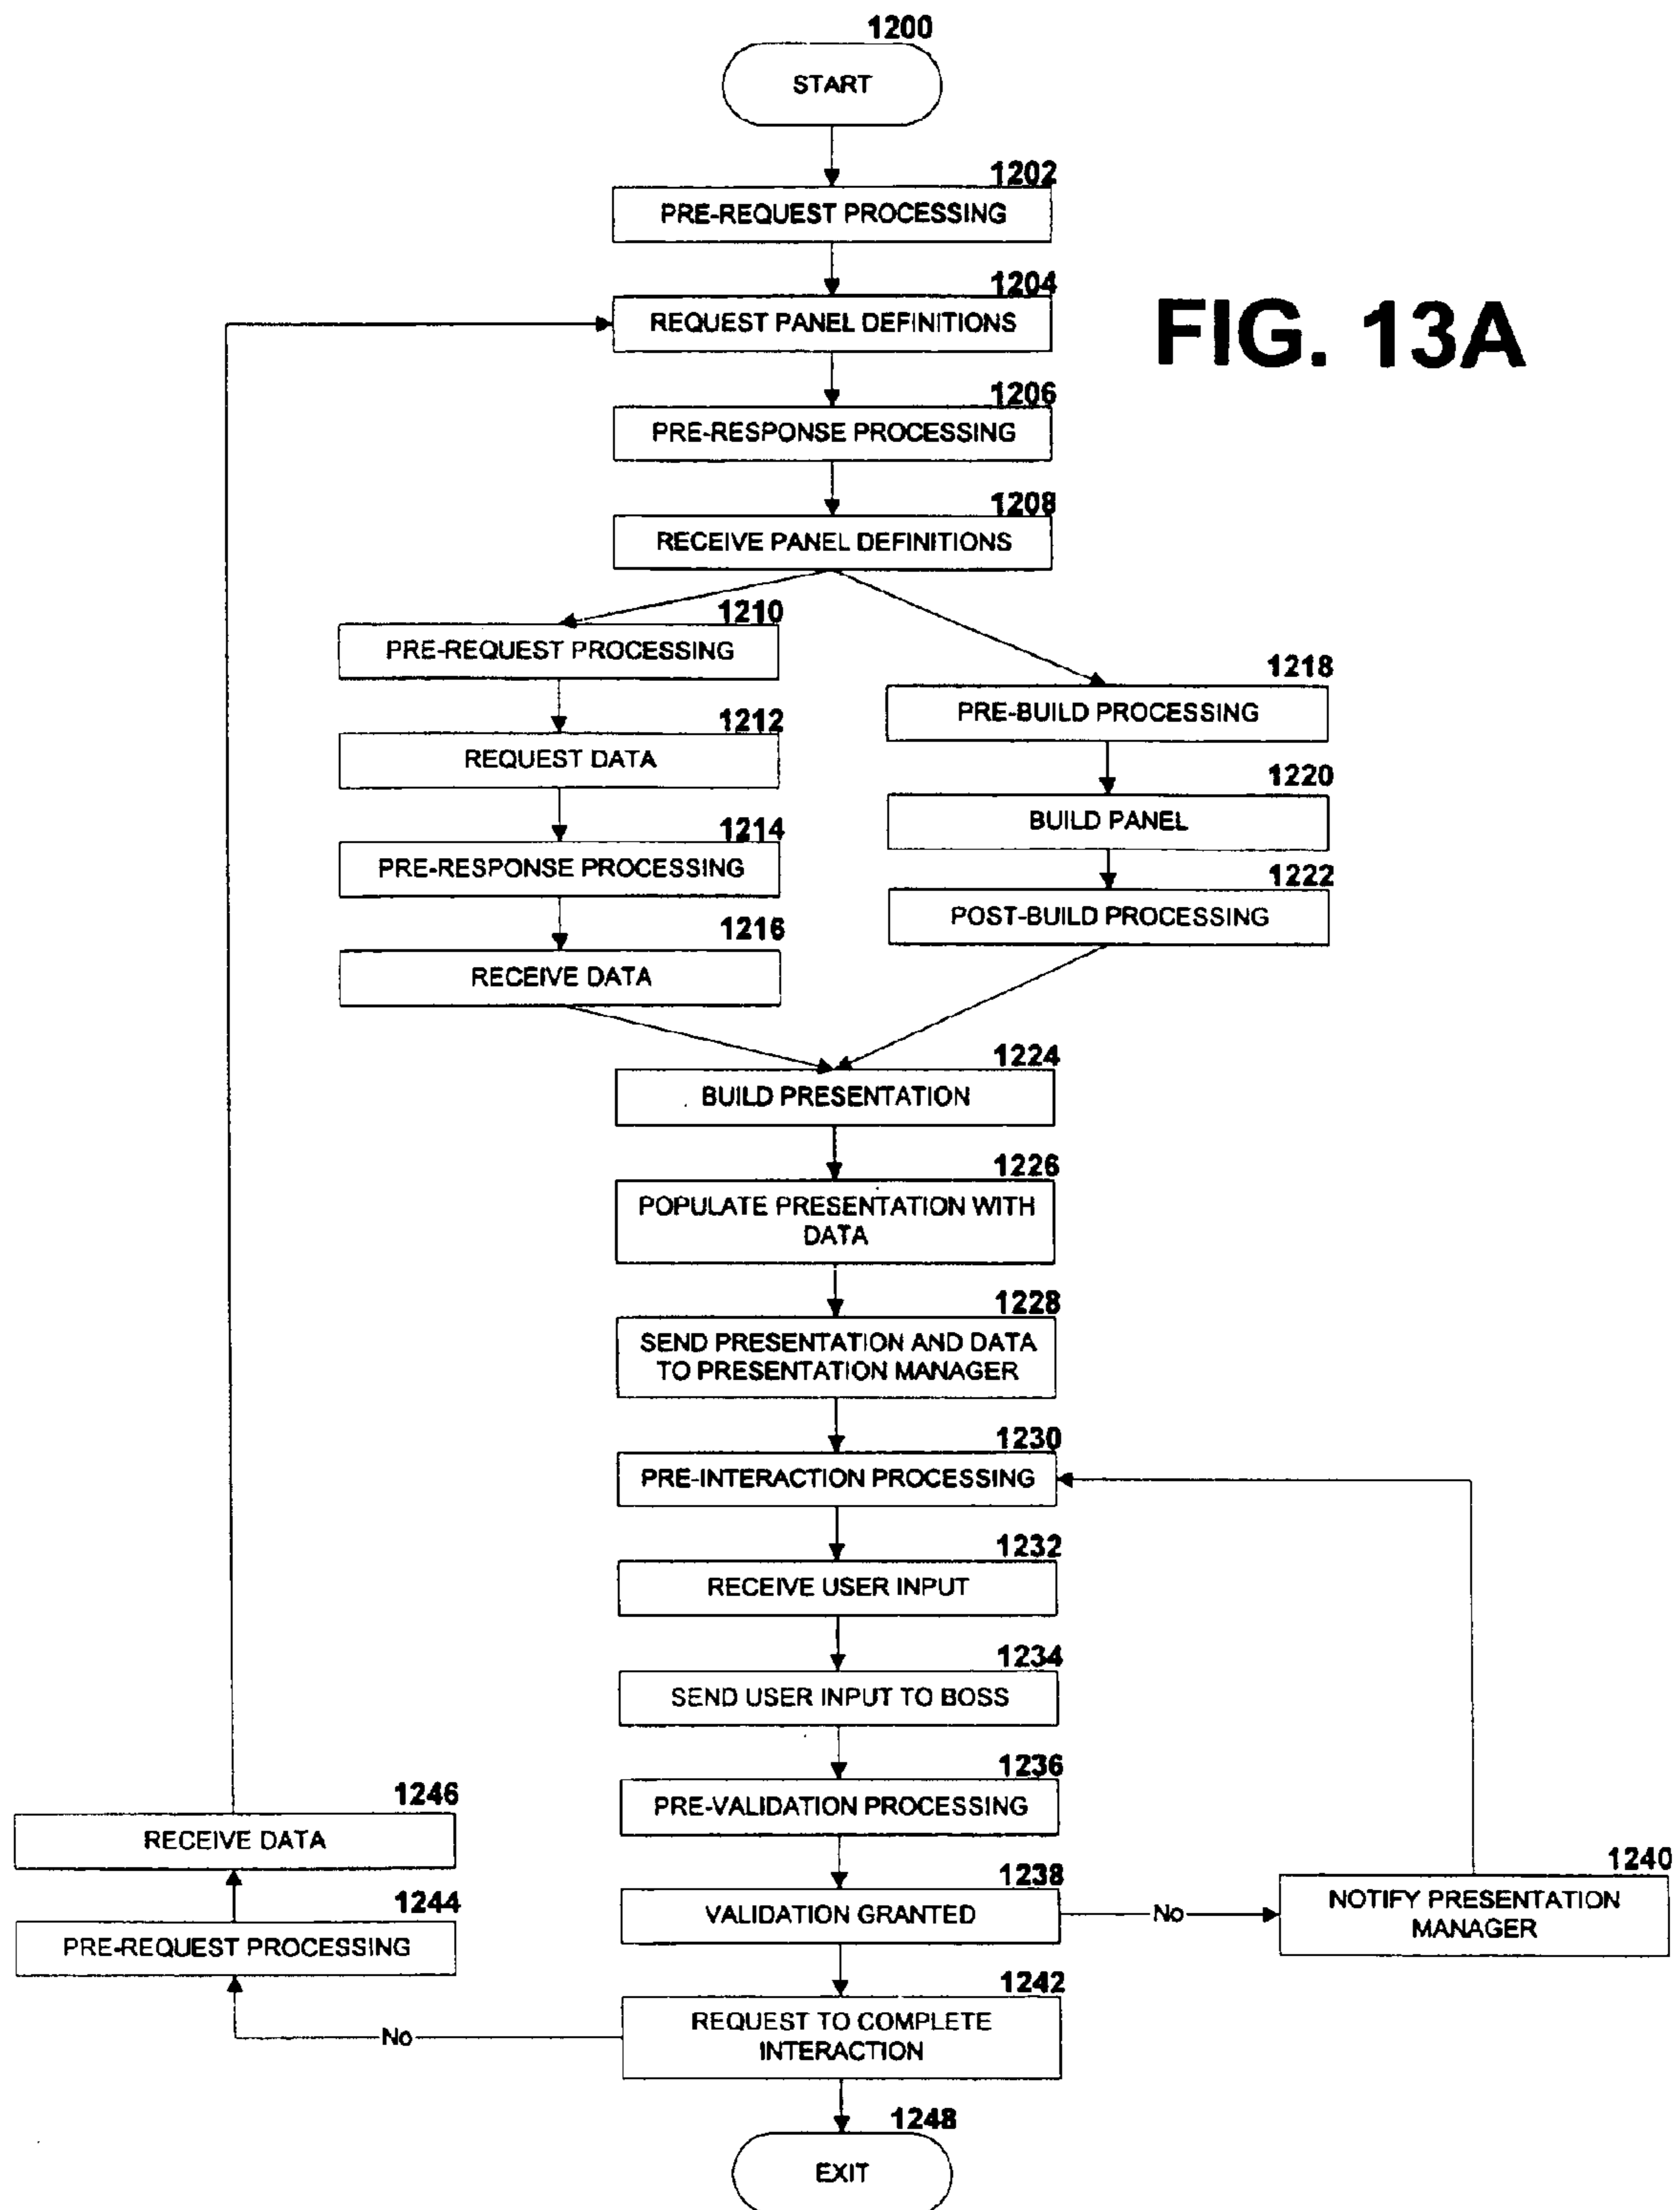 1200
START
1202
PRE-REQUEST PROCESSING
1204
REQUEST PANEL DEFINITIONS
FIG. 13A
1206
PRE-RESPONSE PROCESSING
1208
RECEIVE PANEL DEFINITIONS
1210
PRE-REQUEST PROCESSING
1212
REQUEST DATA
1214
PRE-RESPONSE PROCESSING
1216
RECEIVE DATA
1218
PRE-BUILD PROCESSING
1220
BUILD PANEL
1222
POST-BUILD PROCESSING
1224
BUILD PRESENTATION
1226
POPULATE PRESENTATION WITH
DATA
1228
SEND PRESENTATION AND DATA
TO PRESENTATION MANAGER
1230
PRE-INTERACTION PROCESSING
1232
RECEIVE USER INPUT
1234
SEND USER INPUT TO BOSS
1236
PRE-VALIDATION PROCESSING
1238
VALIDATION GRANTED
No
1240
NOTIFY PRESENTATION
MANAGER
1242
REQUEST TO COMPLETE
INTERACTION
No
1244
PRE-REQUEST PROCESSING
1246
RECEIVE DATA
1248
EXIT